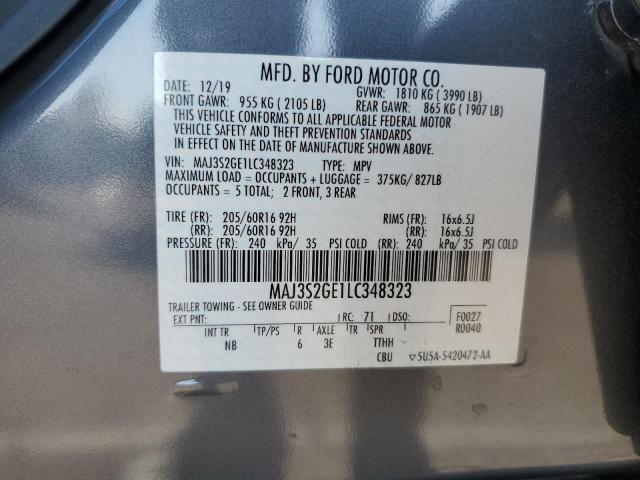 MFD. BY FORD MOTOR CO.
DATE: 12/19 GVWR: 1810 KG ( 3990 LB)
FRONT GAWR: 955 KG ( 2105 LB) REAR GAWR: 865 KG ( 1907 LB)
THIS VEHICLE CONFORMS TO ALL APPLICABLE FEDERAL MOTOR
VEHICLE SAFETY AND THEFT PREVENTION STANDARDS
IN EFFECT ON THE DATE OF MANUFACTURE SHOWN ABOVE.
VIN: MAJ3S2GE1LC348323 TYPE: MPV
MAXIMUM LOAD = OCCUPANTS + LUGGAGE = 375KG/ 827LB
OCCUPANTS = 5 TOTAL; 2 FRONT, 3 REAR
TIRE (FR): 205/60R16 92H RIMS (FR): 16x6.5J
(RR): 205/60R16 92H (RR): 16x6.5J
PRESSURE (FR): 240 kPa/ 35 PSI COLD (RR): 240 kPa/ 35 PSI COLD
MAJ3S2GE1LC348323
TRAILER TOWING - SEE OWNER GUIDE
EXT PNT: RC: 71 DSO: F0027
R0040
INT TR TP/PS R AXLE TR SPR
NB 6 3E TTHH
CBU 5U5A-5420472-AA